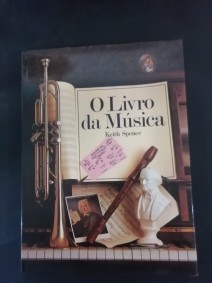 O Livro
da Música
Keith Spence